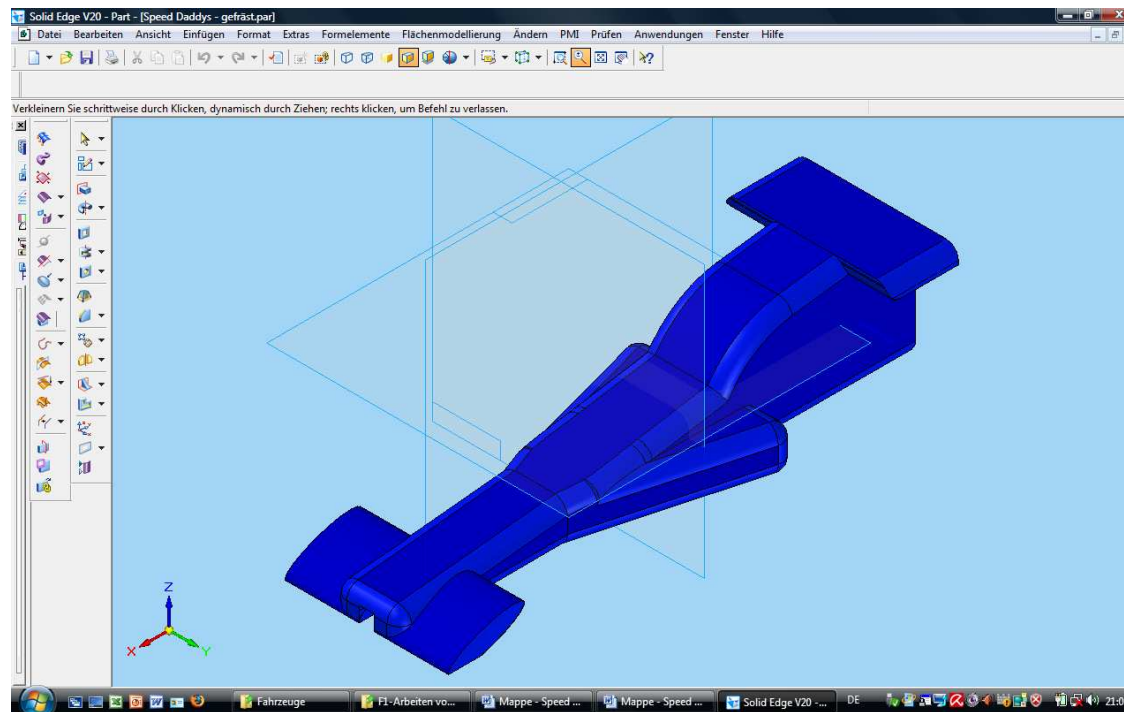 Solid Edge V20 - Part - [Speed Daddys - gefräst.par]
Datei Bearbeiten Ansicht Einfügen Format Extras Formelemente Flächenmodellierung Ändern PMI Prüfen Anwendungen Fenster Hilfe
Verkleinern Sie schrittweise durch Klicken, dynamisch durch Ziehen; rechts klicken, um Befehl zu verlassen.
Z
X Y
Fahrzeuge F1-Arbeiten vo... Mappe - Speed ... Mappe - Speed ... Solid Edge V20 -... DE 21:0